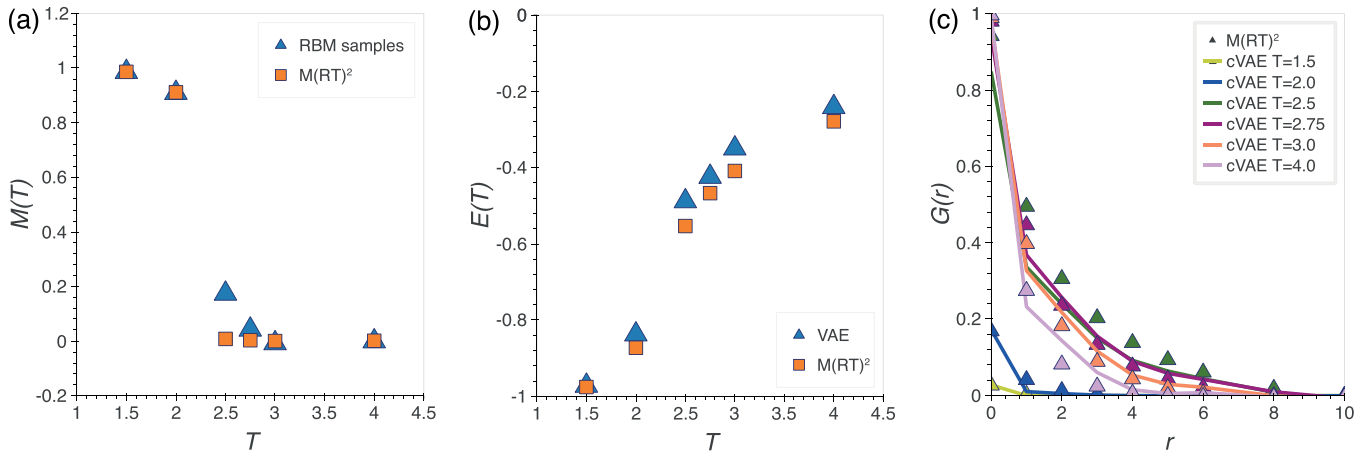 (a)
1.2
1
0.8
0.6
0.4
0.2
0
-0.2
M(T)
1
1.5
2
2.5
3
3.5
4
4.5
T
RBM samples
M(RT)²
(b)
0
-0.2
-0.4
-0.6
-0.8
-1
E(T)
1
1.5
2
2.5
3
3.5
4
4.5
T
VAE
M(RT)²
(c)
1
0.8
0.6
0.4
0.2
0
G(r)
0
2
4
6
8
10
r
M(RT)²
cVAE T=1.5
cVAE T=2.0
cVAE T=2.5
cVAE T=2.75
cVAE T=3.0
cVAE T=4.0